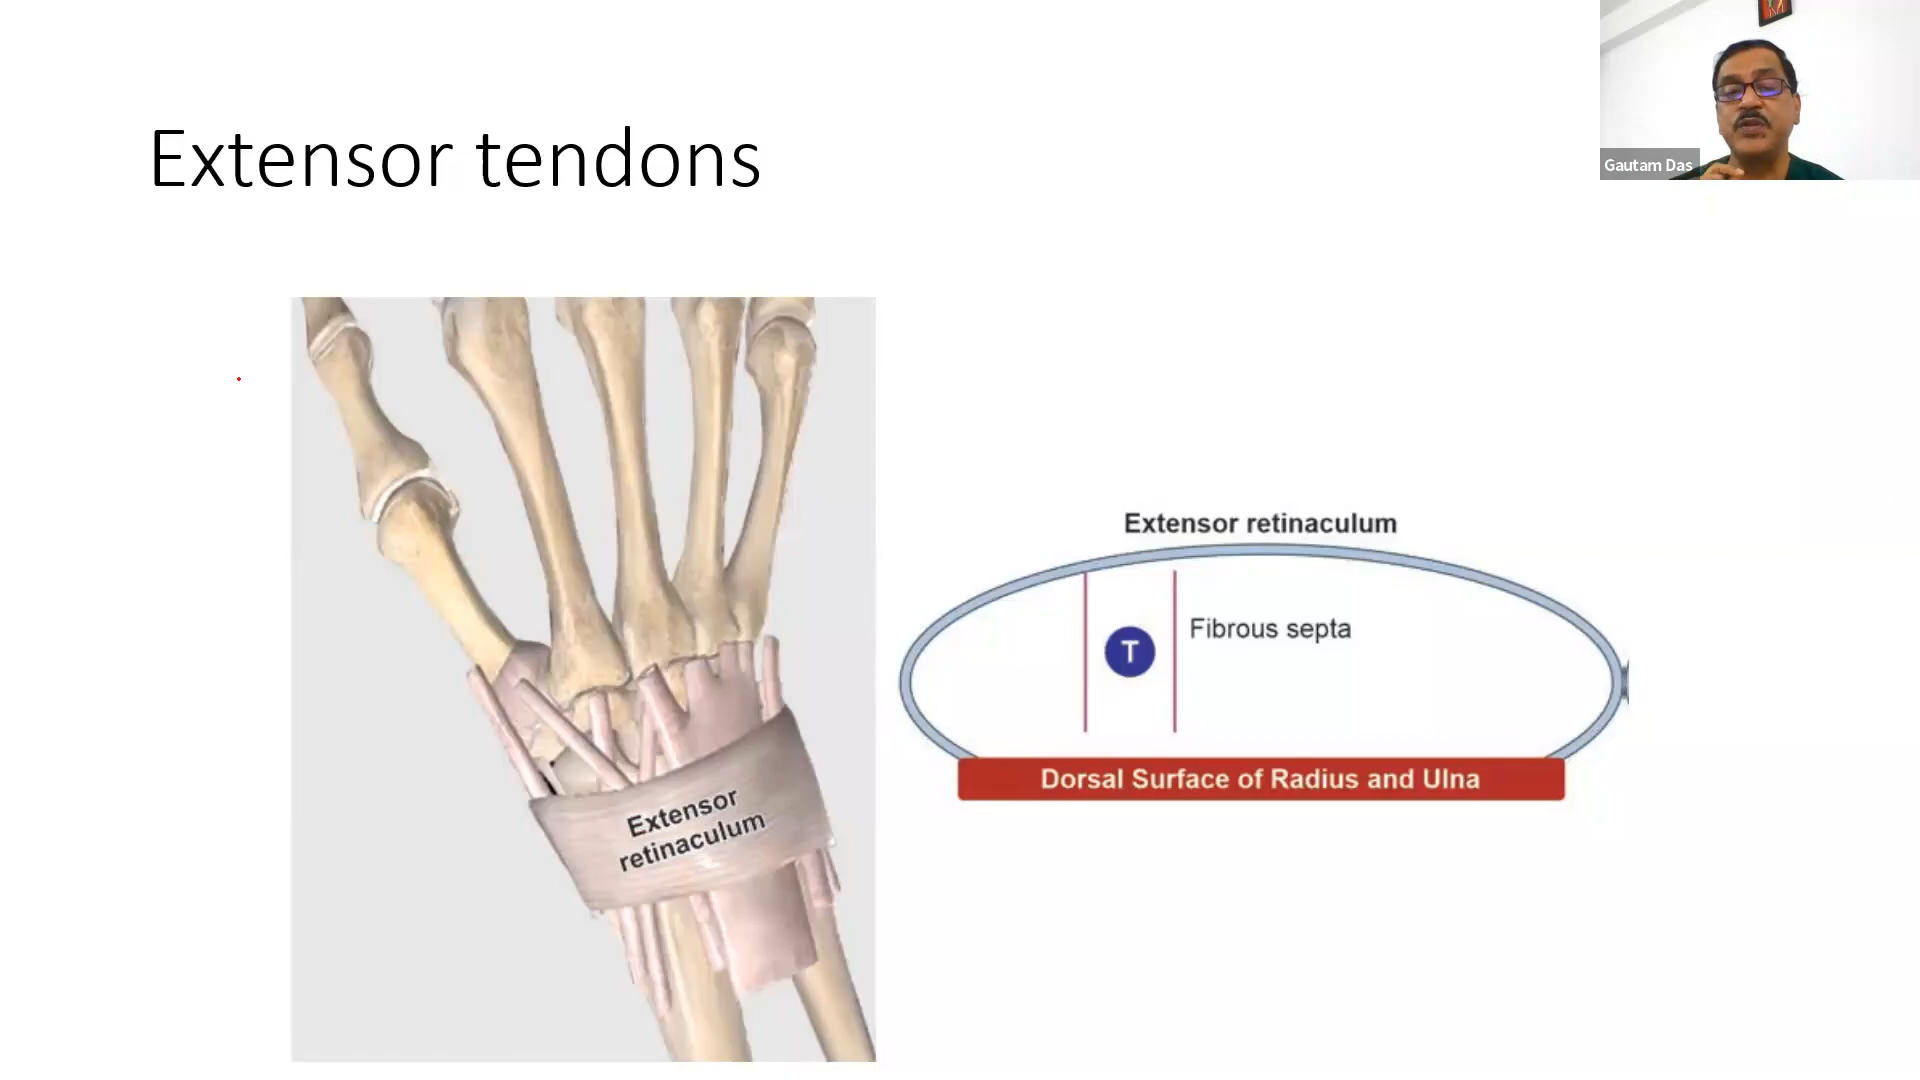 Extensor tendons
Gautam Das
Extensor
retinaculum
Extensor retinaculum
T
Fibrous septa
Dorsal Surface of Radius and Ulna